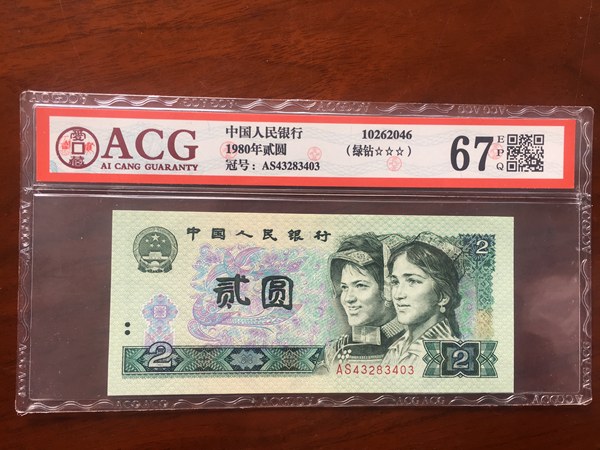 ACG
AI CANG GUARANTY
中国人民银行
1980年贰圆
冠号: AS43283403
10262046
(绿钻☆☆☆)
67
EPQ
中国人民银行
2
贰圆
AS43283403
2
2